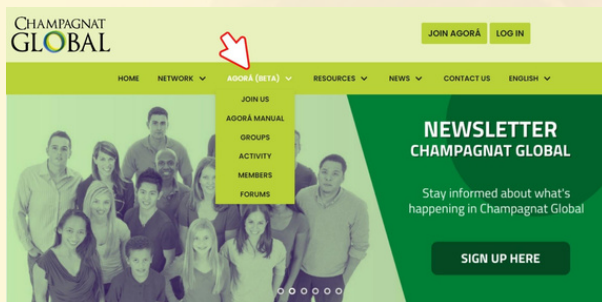 CHAMPAGNAT
GLOBAL
JOIN AGORÁ
LOG IN
HOME
NETWORK
AGORÁ (BETA)
RESOURCES
NEWS
CONTACT US
ENGLISH
JOIN US
AGORÁ MANUAL
GROUPS
ACTIVITY
MEMBERS
FORUMS
NEWSLETTER
CHAMPAGNAT GLOBAL
Stay informed about what's
happening in Champagnat Global
SIGN UP HERE